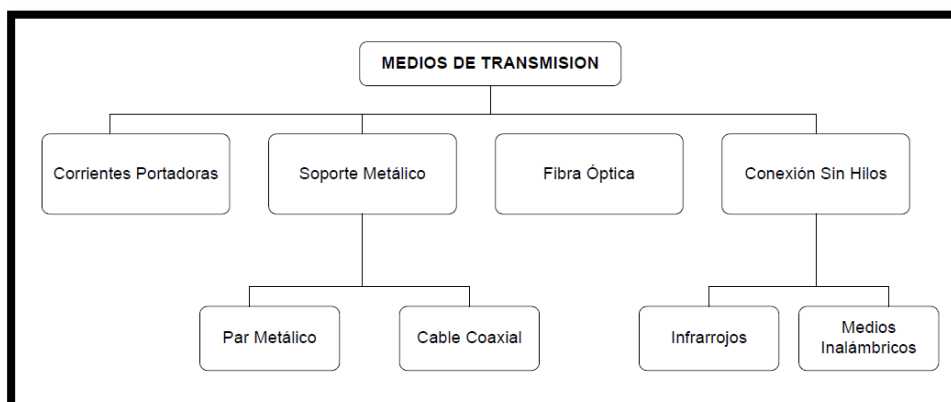 MEDIOS DE TRANSMISION
Corrientes Portadoras
Soporte Metálico
Fibra Óptica
Conexión Sin Hilos
Par Metálico
Cable Coaxial
Infrarrojos
Medios
Inalámbricos